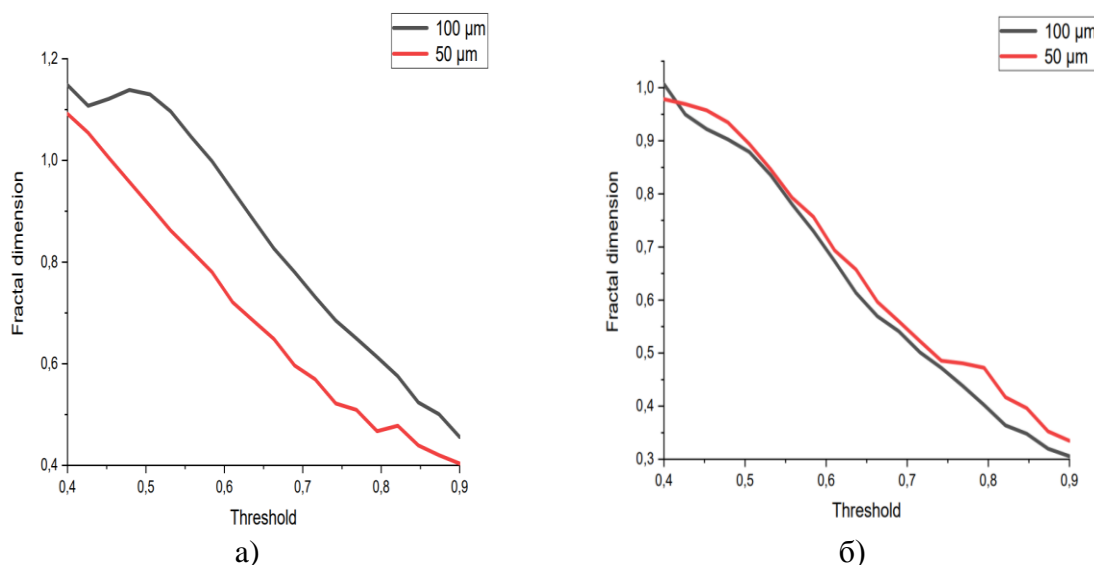 100 µm
50 µm
1,2
1,0
0,8
0,6
0,4
Fractal dimension
0,4 0,5 0,6 0,7 0,8 0,9
Threshold
а)
100 µm
50 µm
1,0
0,9
0,8
0,7
0,6
0,5
0,4
0,3
Fractal dimension
0,4 0,5 0,6 0,7 0,8 0,9
Threshold
б)